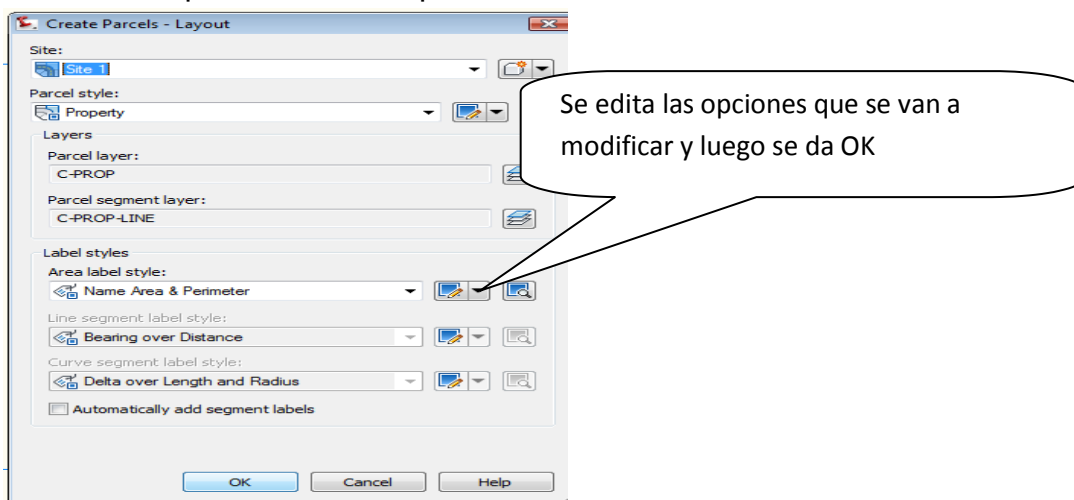 Create Parcels - Layout
Site:
Site 1
Parcel style:
Property
Layers
Parcel layer:
C-PROP
Parcel segment layer:
C-PROP-LINE
Label styles
Area label style:
Name Area & Perimeter
Line segment label style:
Bearing over Distance
Curve segment label style:
Delta over Length and Radius
Automatically add segment labels
OK Cancel Help
Se edita las opciones que se van a
modificar y luego se da OK